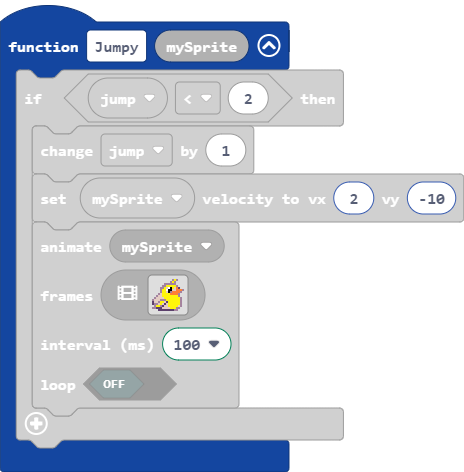 function Jumpy mySprite
if jump < 2 then
change jump by 1
set mySprite velocity to vx 2 vy -10
animate mySprite
frames
interval (ms) 100
loop OFF